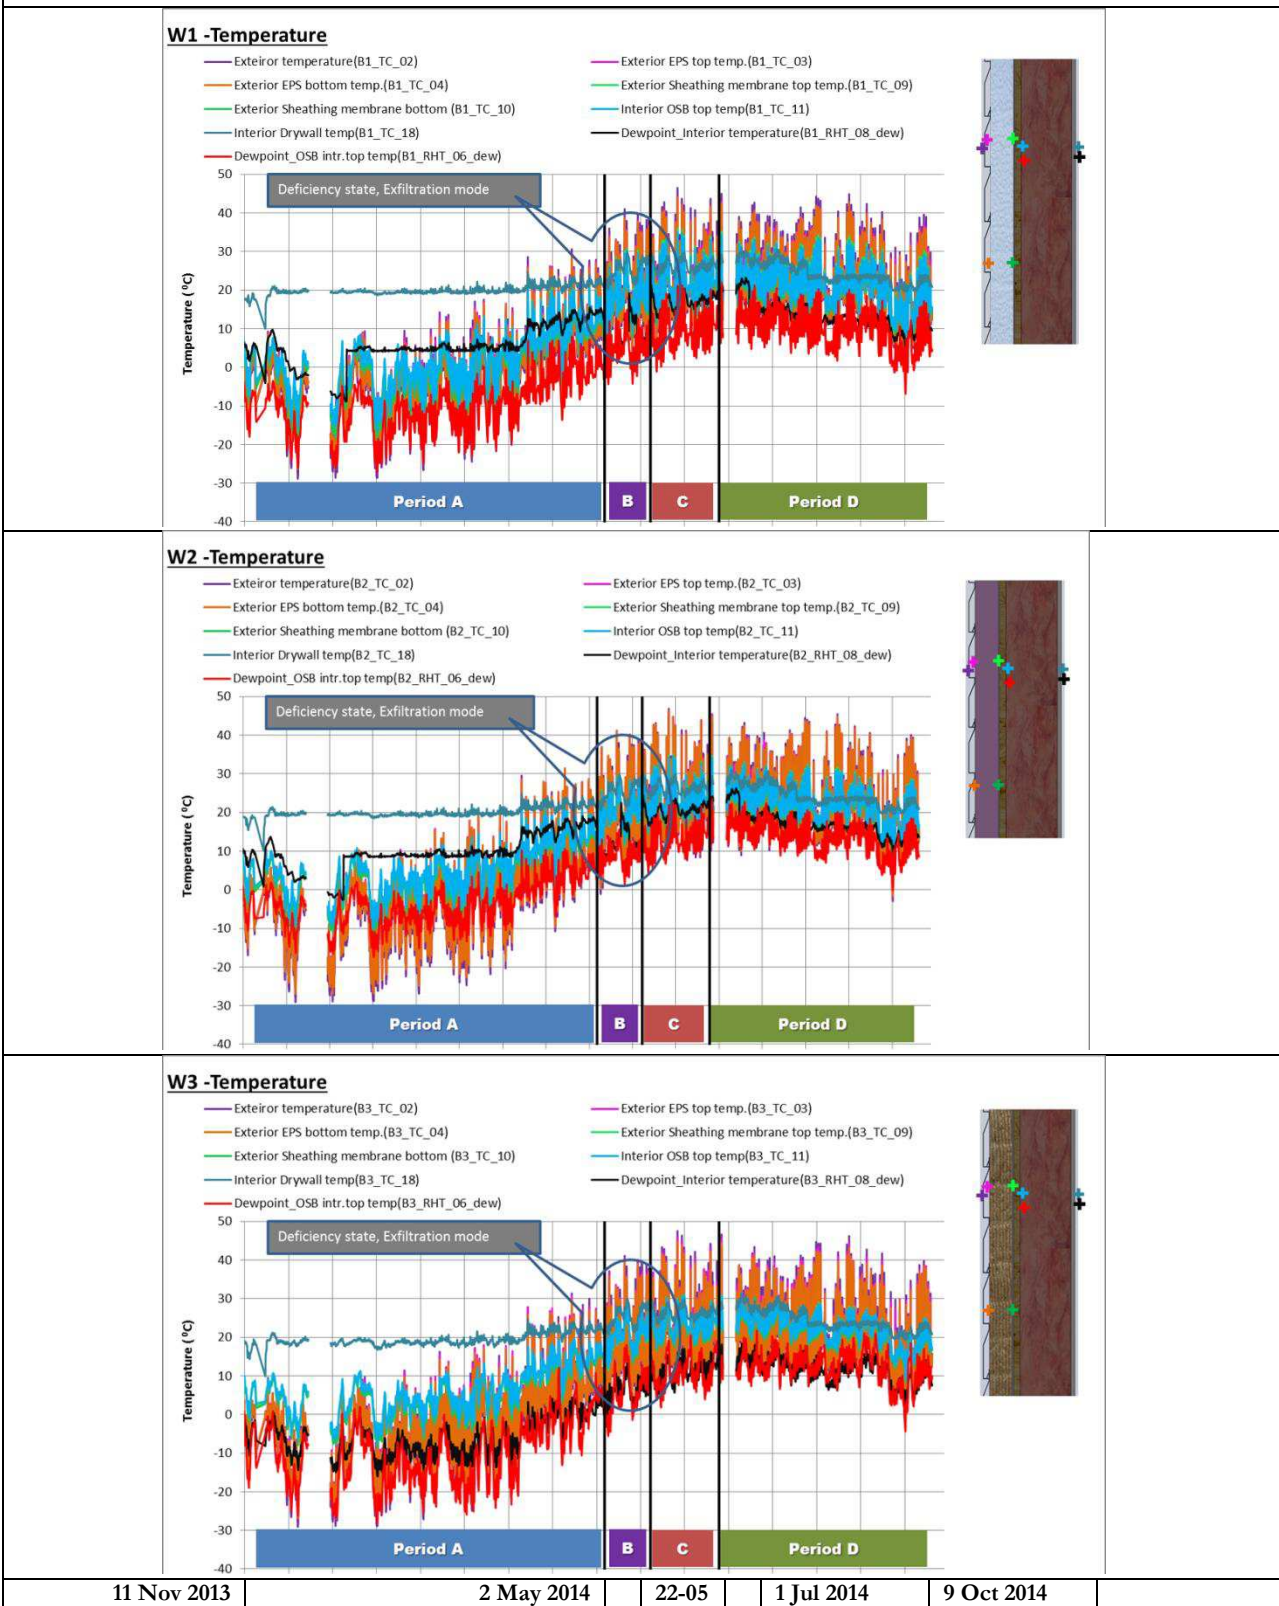 W1 -Temperature
Exteiror temperature(B1_TC_02) Exterior EPS top temp.(B1_TC_03)
Exterior EPS bottom temp.(B1_TC_04) Exterior Sheathing membrane top temp.(B1_TC_09)
Exterior Sheathing membrane bottom (B1_TC_10) Interior OSB top temp(B1_TC_11)
Interior Drywall temp(B1_TC_18) Dewpoint_Interior temperature(B1_RHT_08_dew)
Dewpoint_OSB intr.top temp(B1_RHT_06_dew)
50
Deficiency state, Exfiltration mode
40
30
20
10
0
-10
-20
-30
-40
Temperature (°C)
Period A B C Period D
W2 -Temperature
Exteiror temperature(B2_TC_02) Exterior EPS top temp.(B2_TC_03)
Exterior EPS bottom temp.(B2_TC_04) Exterior Sheathing membrane top temp.(B2_TC_09)
Exterior Sheathing membrane bottom (B2_TC_10) Interior OSB top temp(B2_TC_11)
Interior Drywall temp(B2_TC_18) Dewpoint_Interior temperature(B2_RHT_08_dew)
Dewpoint_OSB intr.top temp(B2_RHT_06_dew)
50
Deficiency state, Exfiltration mode
40
30
20
10
0
-10
-20
-30
-40
Temperature (°C)
Period A B C Period D
W3 -Temperature
Exteiror temperature(B3_TC_02) Exterior EPS top temp.(B3_TC_03)
Exterior EPS bottom temp.(B3_TC_04) Exterior Sheathing membrane top temp.(B3_TC_09)
Exterior Sheathing membrane bottom (B3_TC_10) Interior OSB top temp(B3_TC_11)
Interior Drywall temp(B3_TC_18) Dewpoint_Interior temperature(B3_RHT_08_dew)
Dewpoint_OSB intr.top temp(B3_RHT_06_dew)
50
Deficiency state, Exfiltration mode
40
30
20
10
0
-10
-20
-30
-40
Temperature (°C)
Period A B C Period D
11 Nov 2013 2 May 2014 22-05 1 Jul 2014 9 Oct 2014